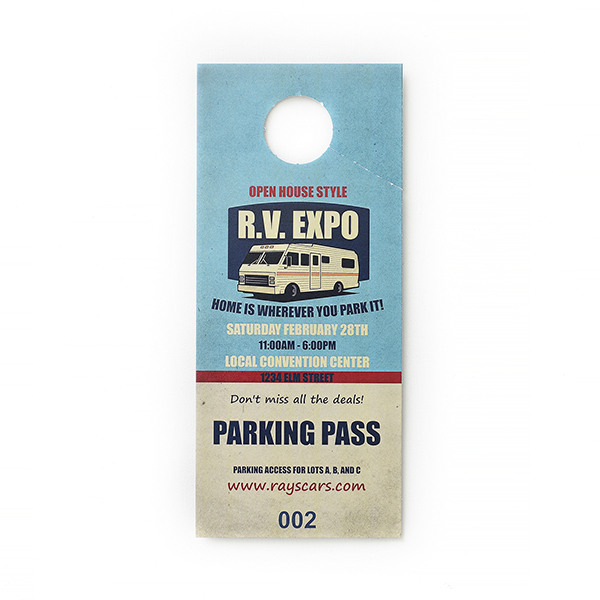 OPEN HOUSE STYLE
R.V. EXPO
HOME IS WHEREVER YOU PARK IT!
SATURDAY FEBRUARY 28TH
11:00AM - 6:00PM
LOCAL CONVENTION CENTER
1234 ELM STREET
Don't miss all the deals!
PARKING PASS
PARKING ACCESS FOR LOTS A, B, AND C
www.rayscars.com
002